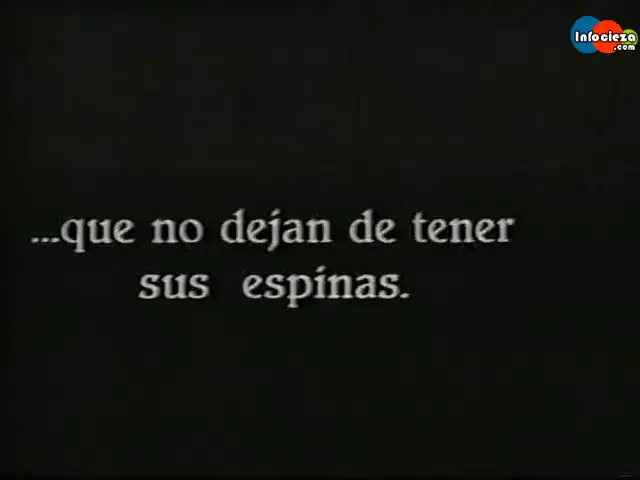 Infocieza
.com
...que no dejan de tener
sus espinas.